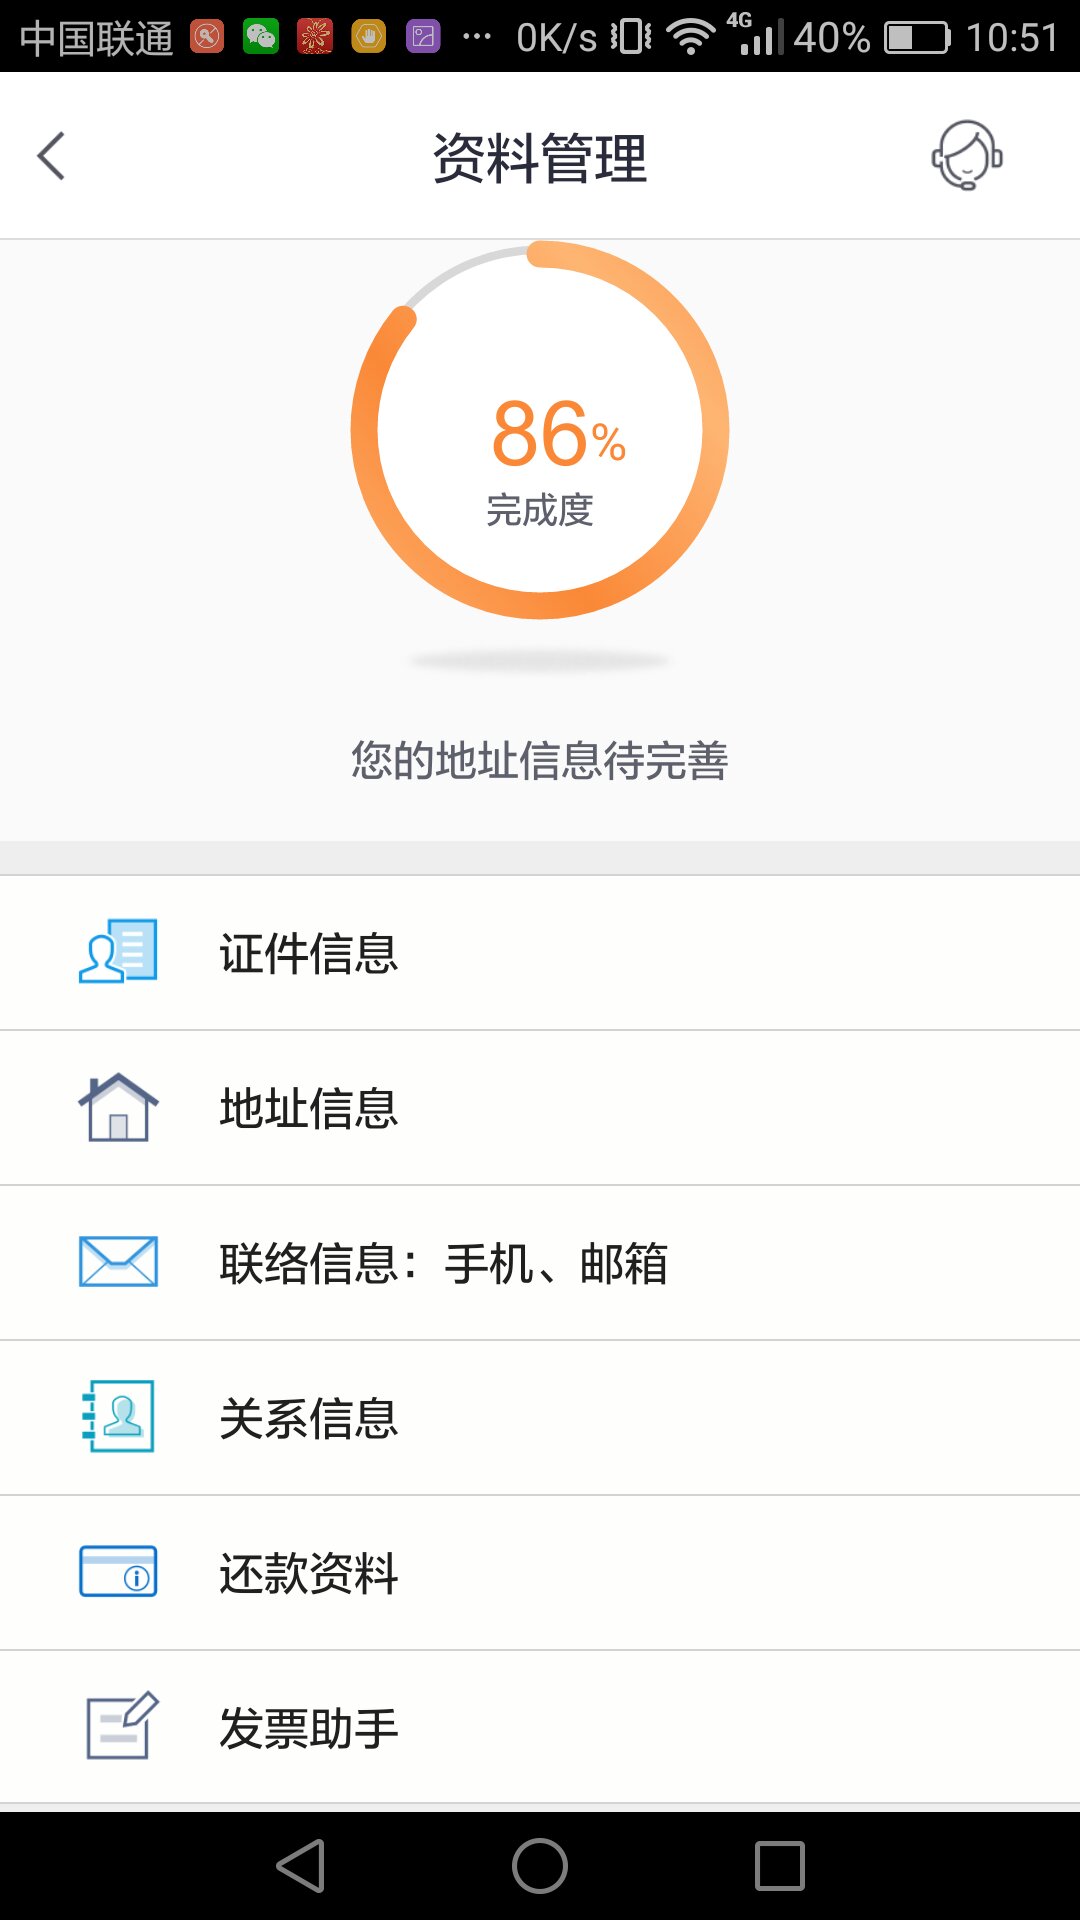 中国联通 ... 0K/s 4G 40% 10:51
资料管理
86%
完成度
您的地址信息待完善
证件信息
地址信息
联络信息：手机、邮箱
关系信息
还款资料
发票助手